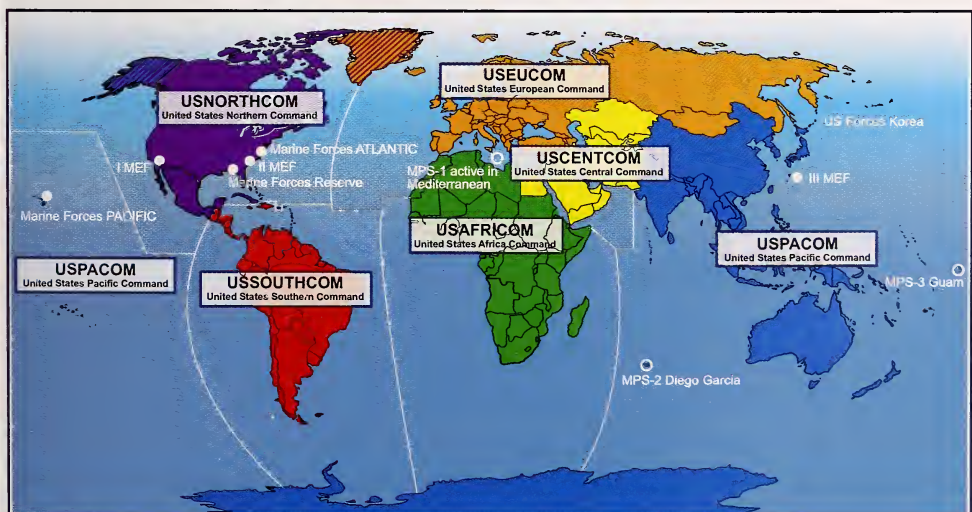 USEUCOM
United States European Command
USNORTHCOM
United States Northern Command
US Forces Korea
Marine Forces ATLANTIC
I MEF
II MEF
Marine Forces Reserve
MPS-1 active in
Mediterranean
USCENTCOM
United States Central Command
III MEF
Marine Forces PACIFIC
USAFRICOM
United States Africa Command
USPACOM
United States Pacific Command
USPACOM
United States Pacific Command
USSOUTHCOM
United States Southern Command
MPS-3 Guam
MPS-2 Diego Garcia